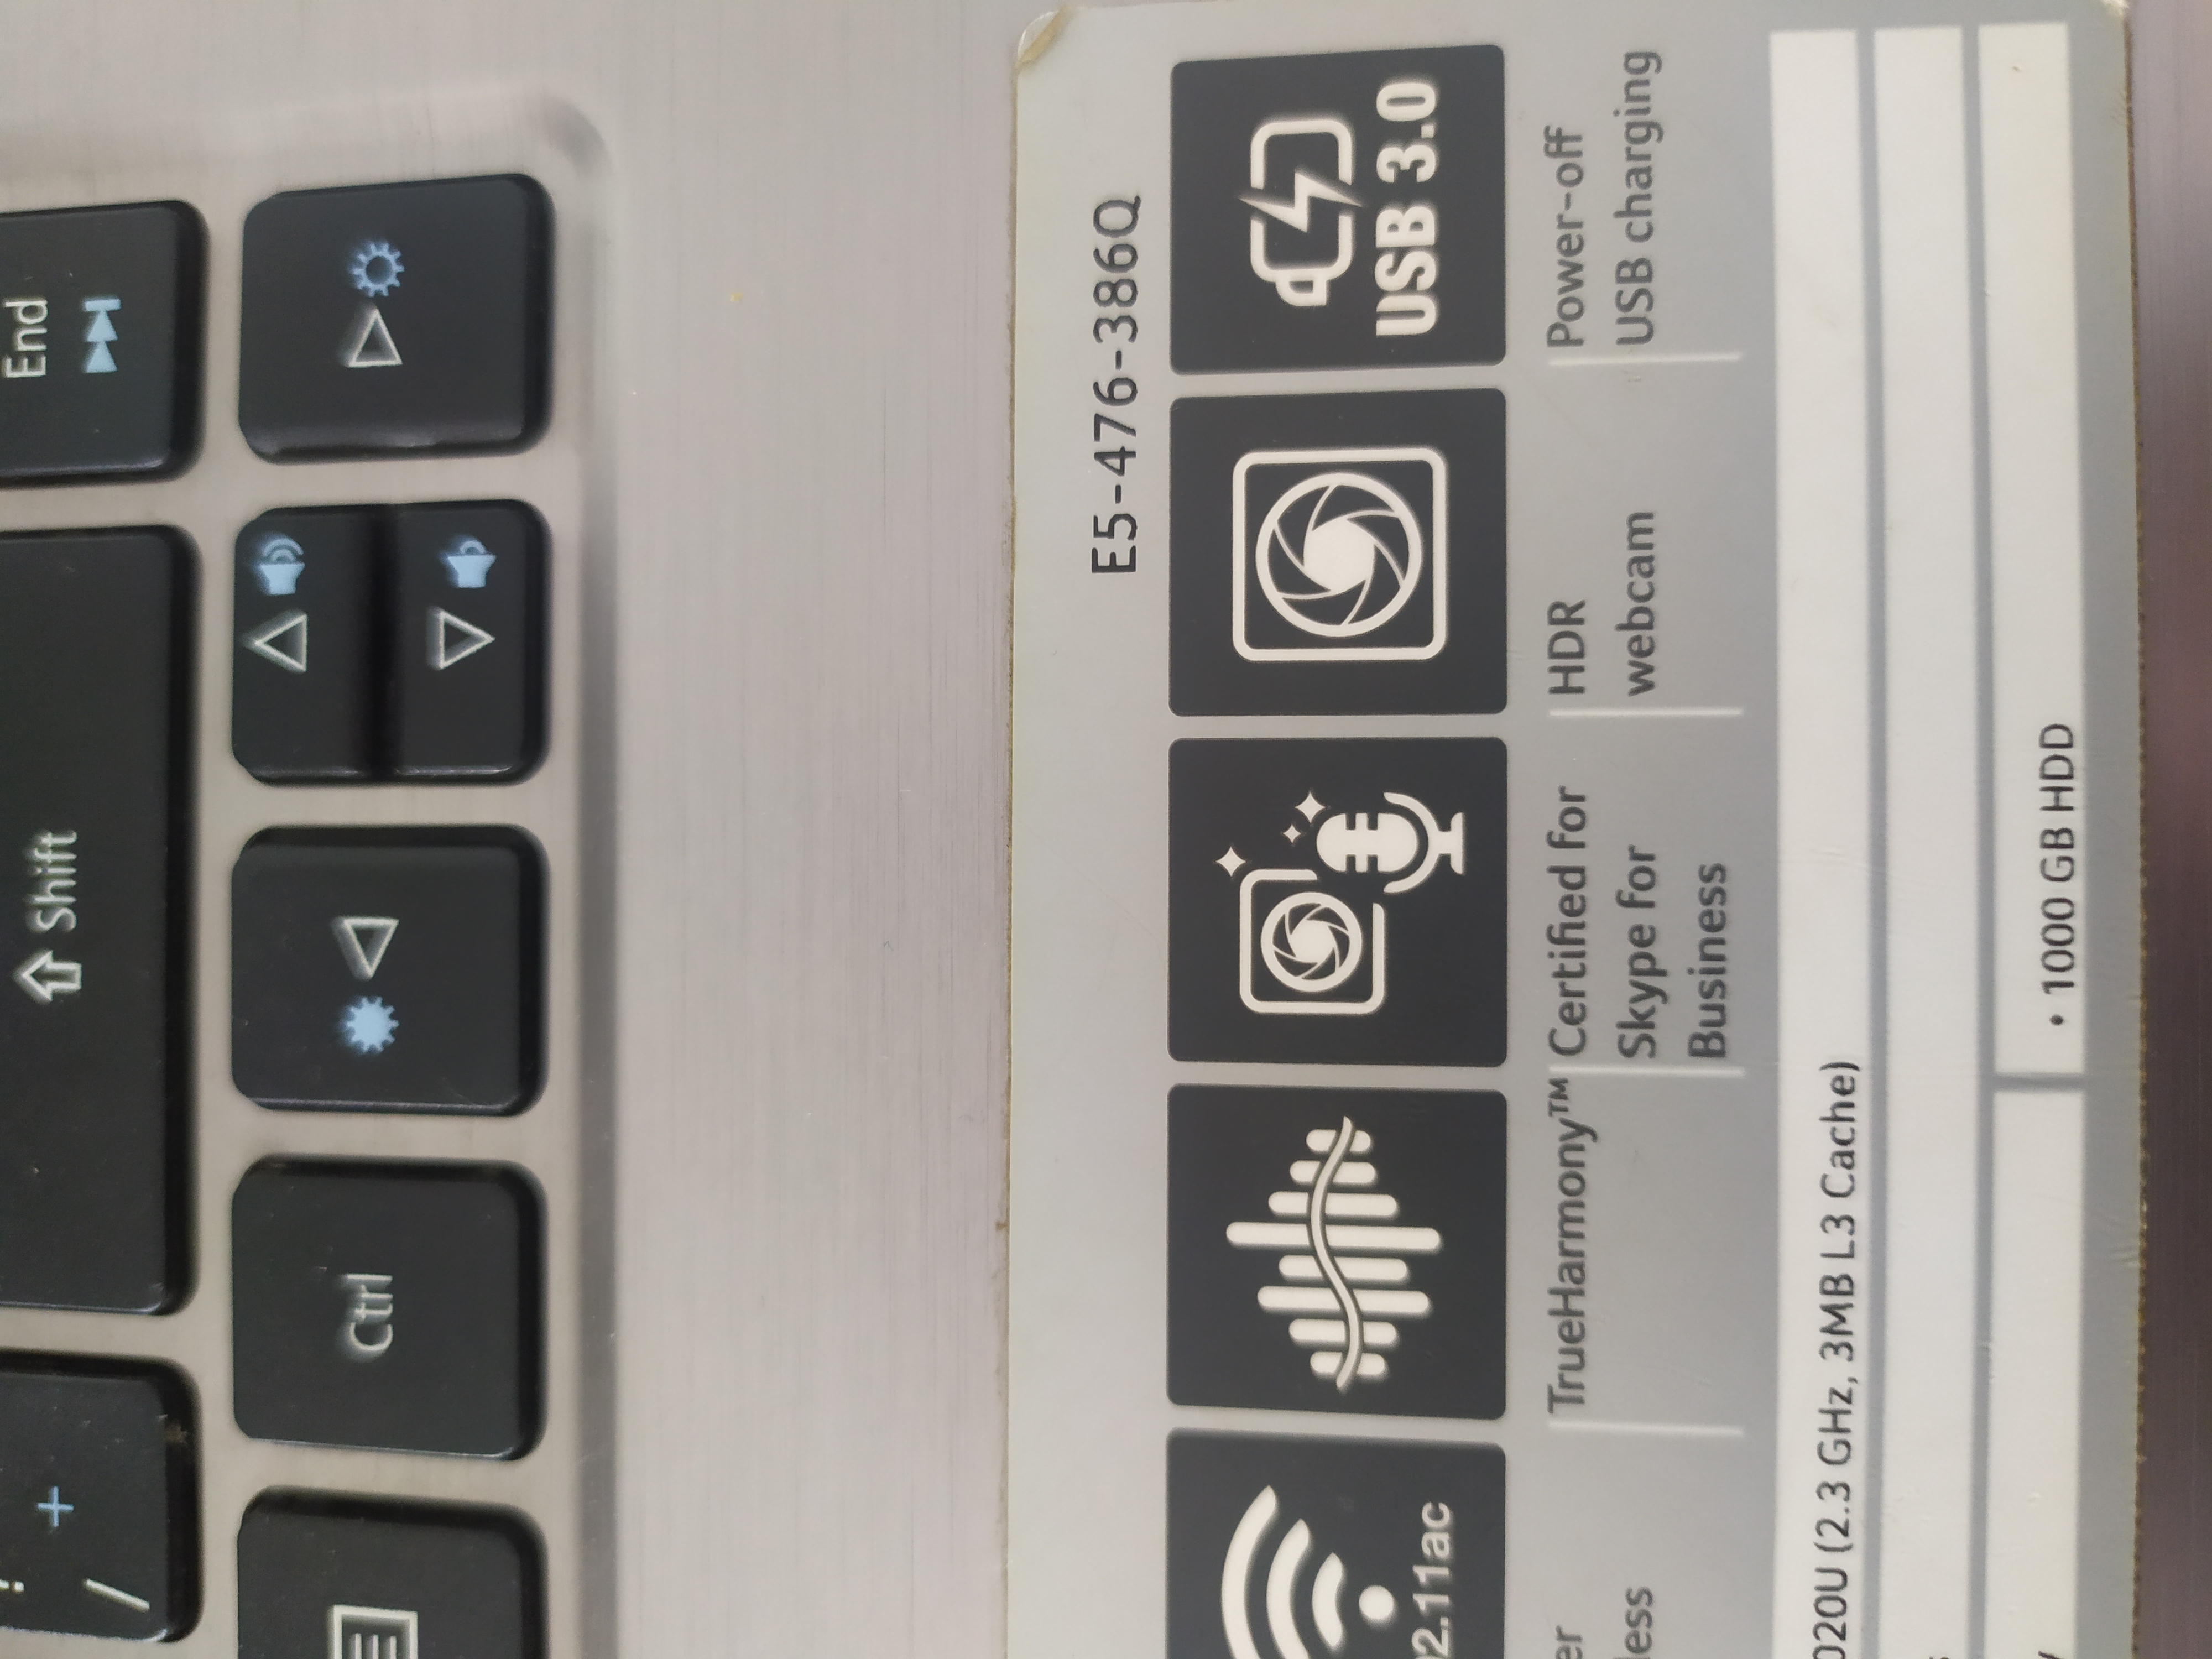 ?
+
/
Shift
End
Ctrl
E5-476-386Q
2.11ac
USB 3.0
TrueHarmony™
Certified for
Skype for
Business
HDR
webcam
Power-off
USB charging
020U (2.3 GHz, 3MB L3 Cache)
• 1000 GB HDD